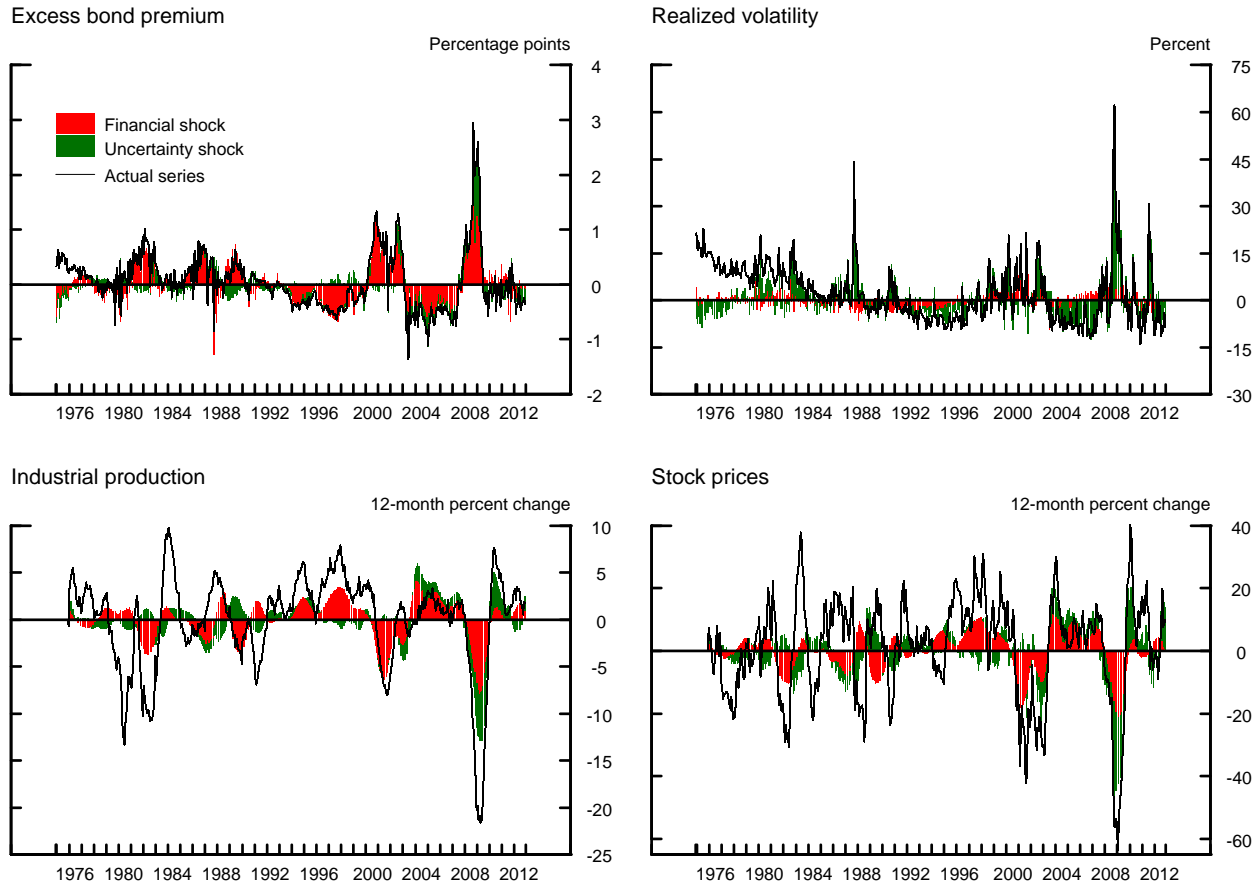 Excess bond premium
Percentage points
4
3
2
1
0
-1
-2
Financial shock
Uncertainty shock
Actual series
1976 1980 1984 1988 1992 1996 2000 2004 2008 2012
Realized volatility
Percent
75
60
45
30
15
0
-15
-30
1976 1980 1984 1988 1992 1996 2000 2004 2008 2012
Industrial production
12-month percent change
10
5
0
-5
-10
-15
-20
-25
1976 1980 1984 1988 1992 1996 2000 2004 2008 2012
Stock prices
12-month percent change
40
20
0
-20
-40
-60
1976 1980 1984 1988 1992 1996 2000 2004 2008 2012